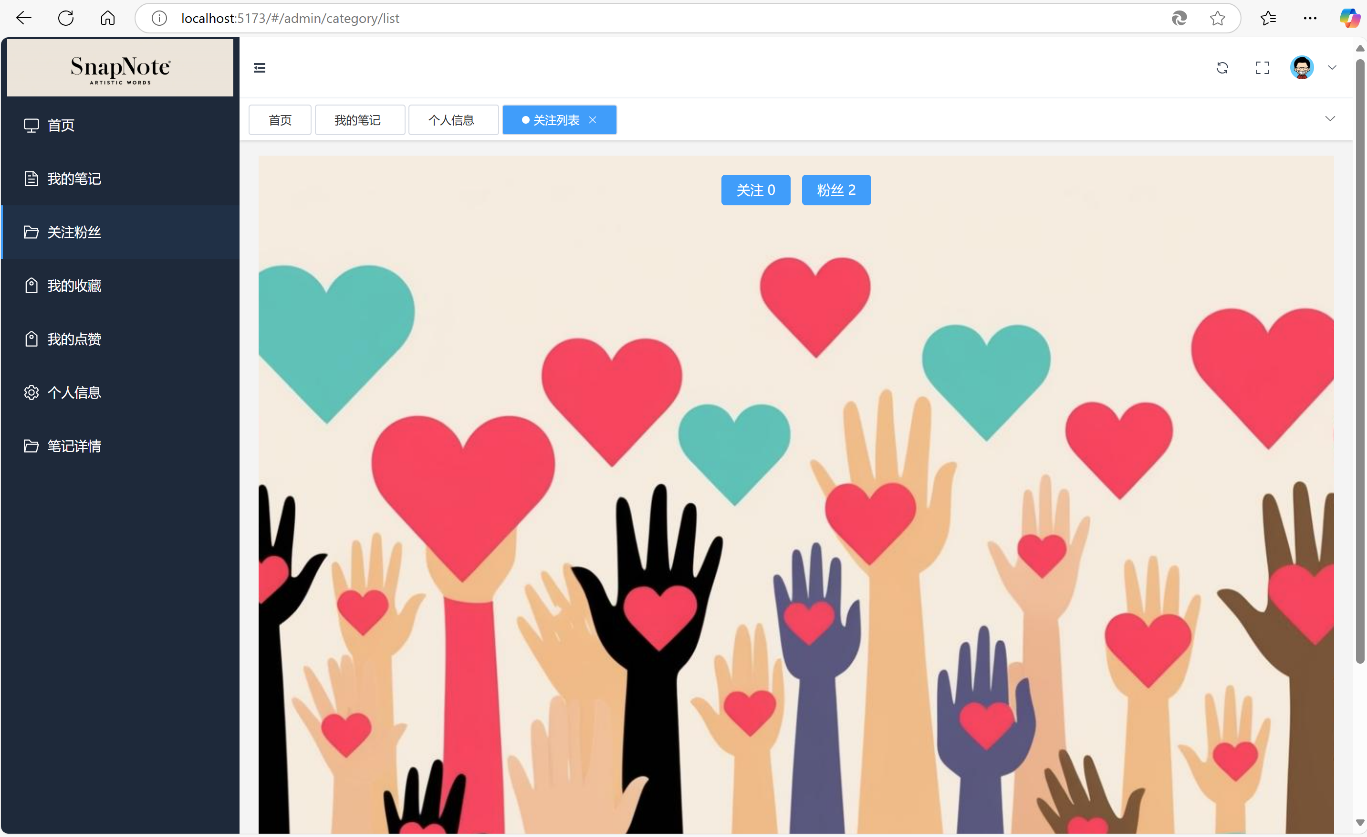 localhost:5173/#/admin/category/list
SnapNote
ARTISTIC WORDS
首页
我的笔记
关注粉丝
我的收藏
我的点赞
个人信息
笔记详情
首页 我的笔记 个人信息 关注列表
关注 0 粉丝 2